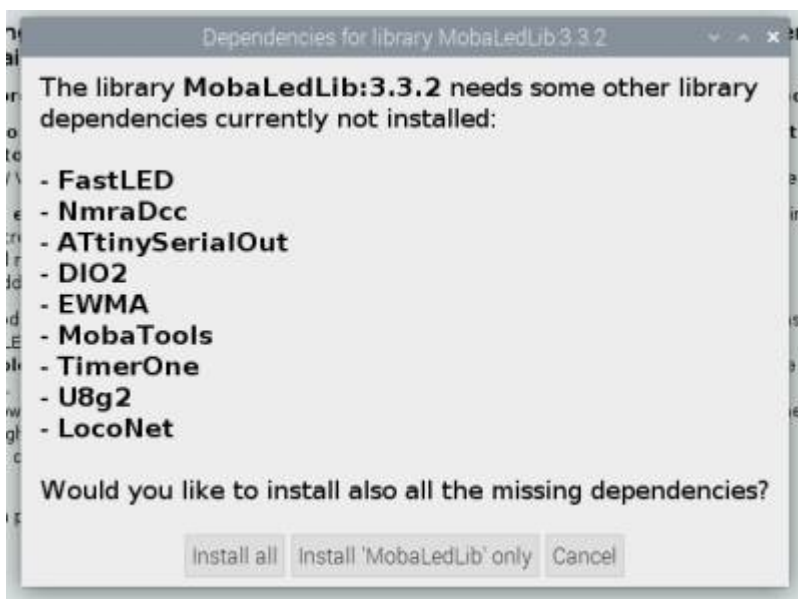 Dependencies for library MobaLedLib:3.3.2
The library MobaLedLib:3.3.2 needs some other library
dependencies currently not installed:
- FastLED
- NmraDcc
- ATtinySerialOut
- DIO2
- EWMA
- MobaTools
- TimerOne
- U8g2
- LocoNet
Would you like to install also all the missing dependencies?
Install all Install 'MobaLedLib' only Cancel